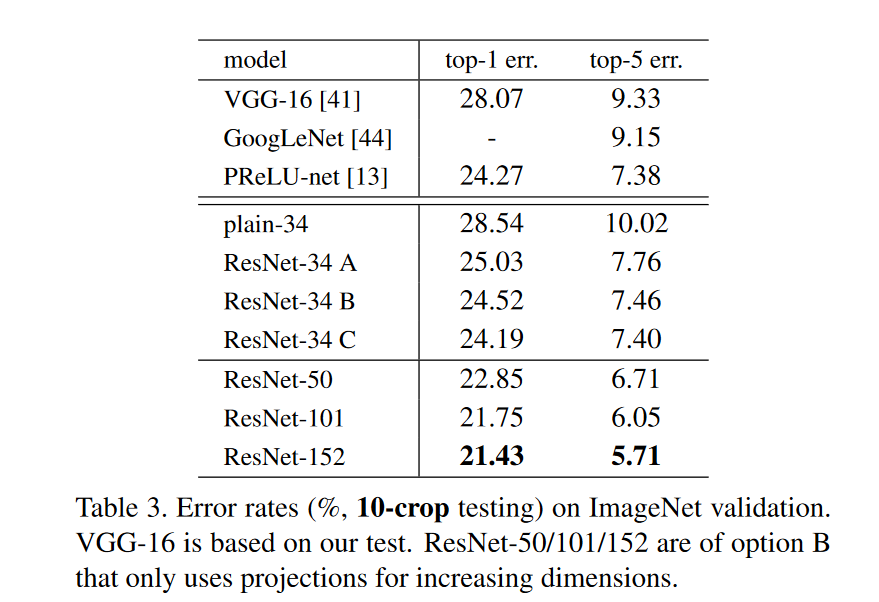 model top-1 err. top-5 err.
VGG-16 [41] 28.07 9.33
GoogLeNet [44] - 9.15
PReLU-net [13] 24.27 7.38
plain-34 28.54 10.02
ResNet-34 A 25.03 7.76
ResNet-34 B 24.52 7.46
ResNet-34 C 24.19 7.40
ResNet-50 22.85 6.71
ResNet-101 21.75 6.05
ResNet-152 21.43 5.71
Table 3. Error rates (%, 10-crop testing) on ImageNet validation.
VGG-16 is based on our test. ResNet-50/101/152 are of option B
that only uses projections for increasing dimensions.